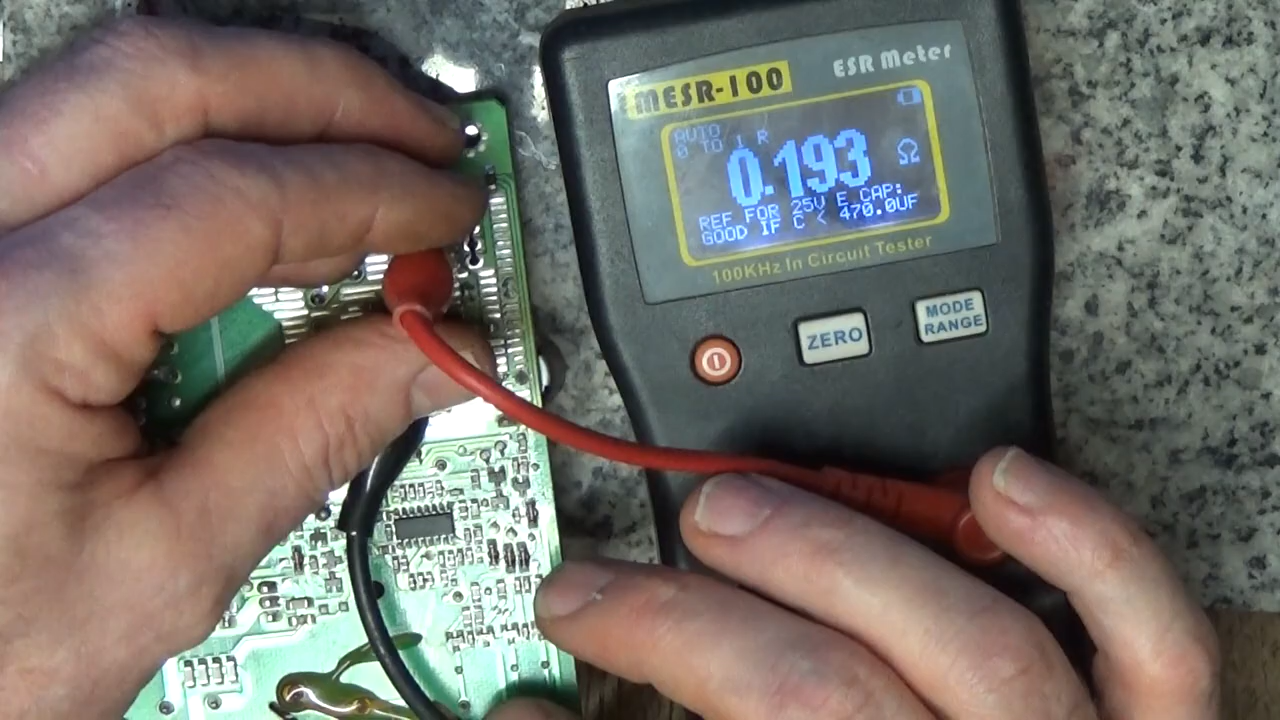 MESR-100
ESR Meter
AUTO
0 TO 1 R
0.193 Ω
REF FOR 25V E CAP:
GOOD IF C < 470.0UF
100KHz In Circuit Tester
ZERO
MODE
RANGE